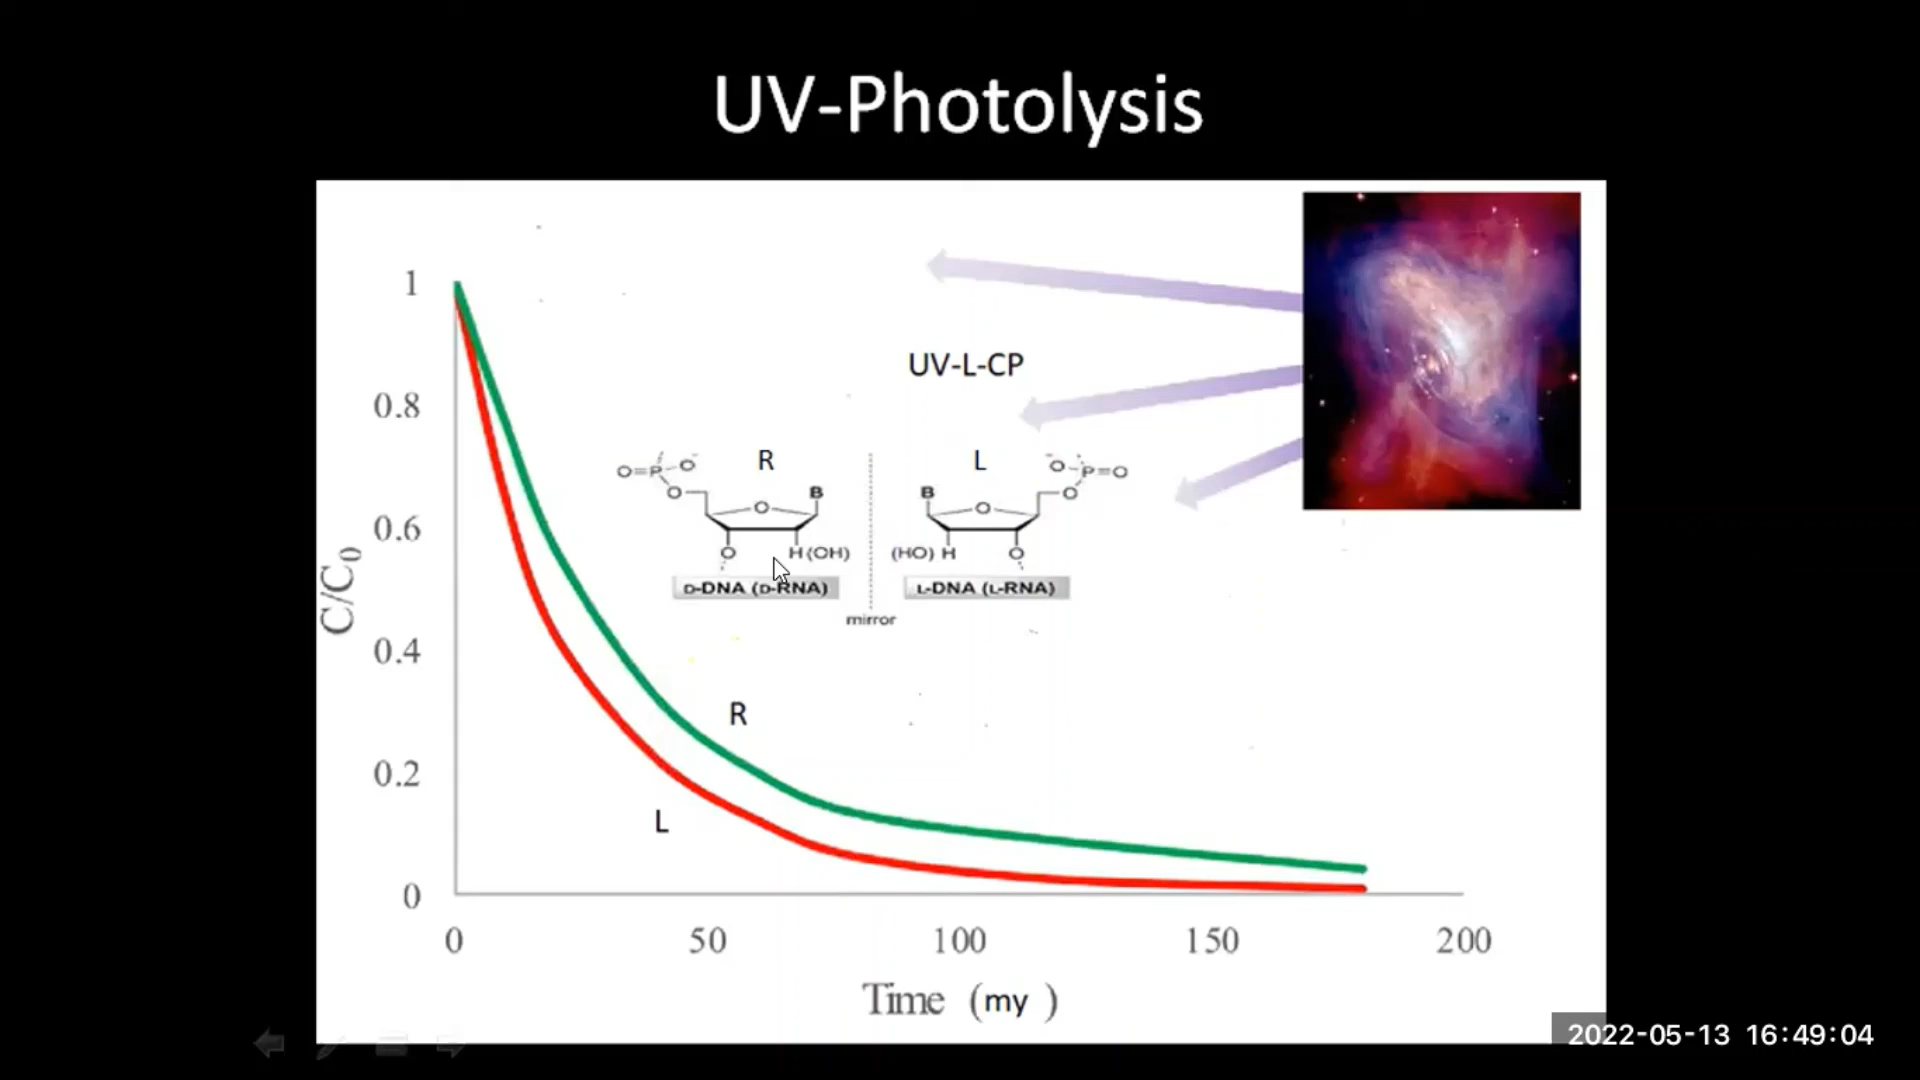 UV-Photolysis
1
0.8
0.6
0.4
0.2
0
C/C0
UV-L-CP
R
L
O=P-O-
O
B
O
O
H(OH)
D-DNA (D-RNA)
-O-P=O
O
B
O
(HO) H
O
L-DNA (L-RNA)
mirror
R
L
0 50 100 150 200
Time (my )
2022-05-13 16:49:04